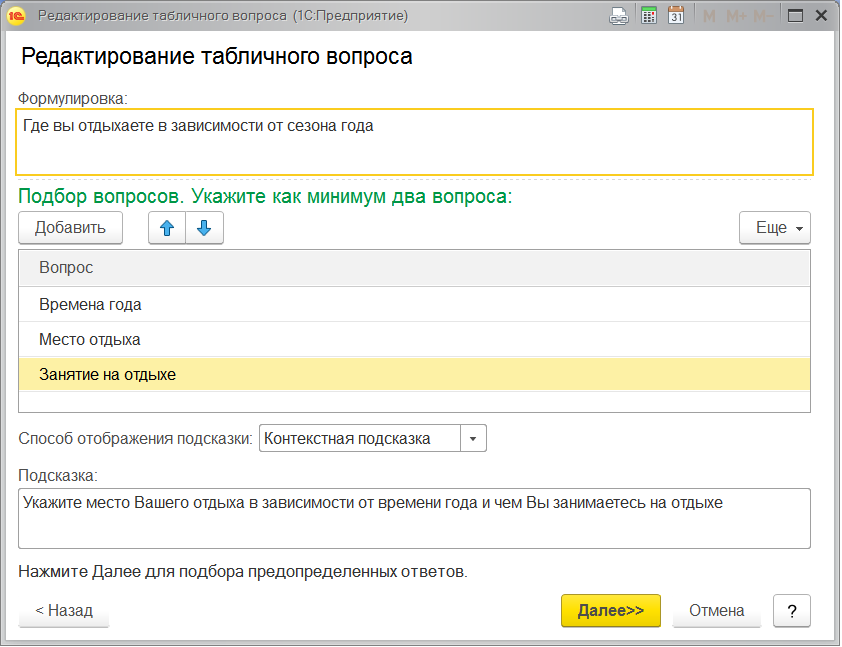 Редактирование табличного вопроса (1С:Предприятие)
31 M M+ M-
Редактирование табличного вопроса
Формулировка:
Где вы отдыхаете в зависимости от сезона года
Подбор вопросов. Укажите как минимум два вопроса:
Добавить Еще
Вопрос
Времена года
Место отдыха
Занятие на отдыхе
Способ отображения подсказки: Контекстная подсказка
Подсказка:
Укажите место Вашего отдыха в зависимости от времени года и чем Вы занимаетесь на отдыхе
Нажмите Далее для подбора предопределенных ответов.
< Назад Далее>> Отмена ?